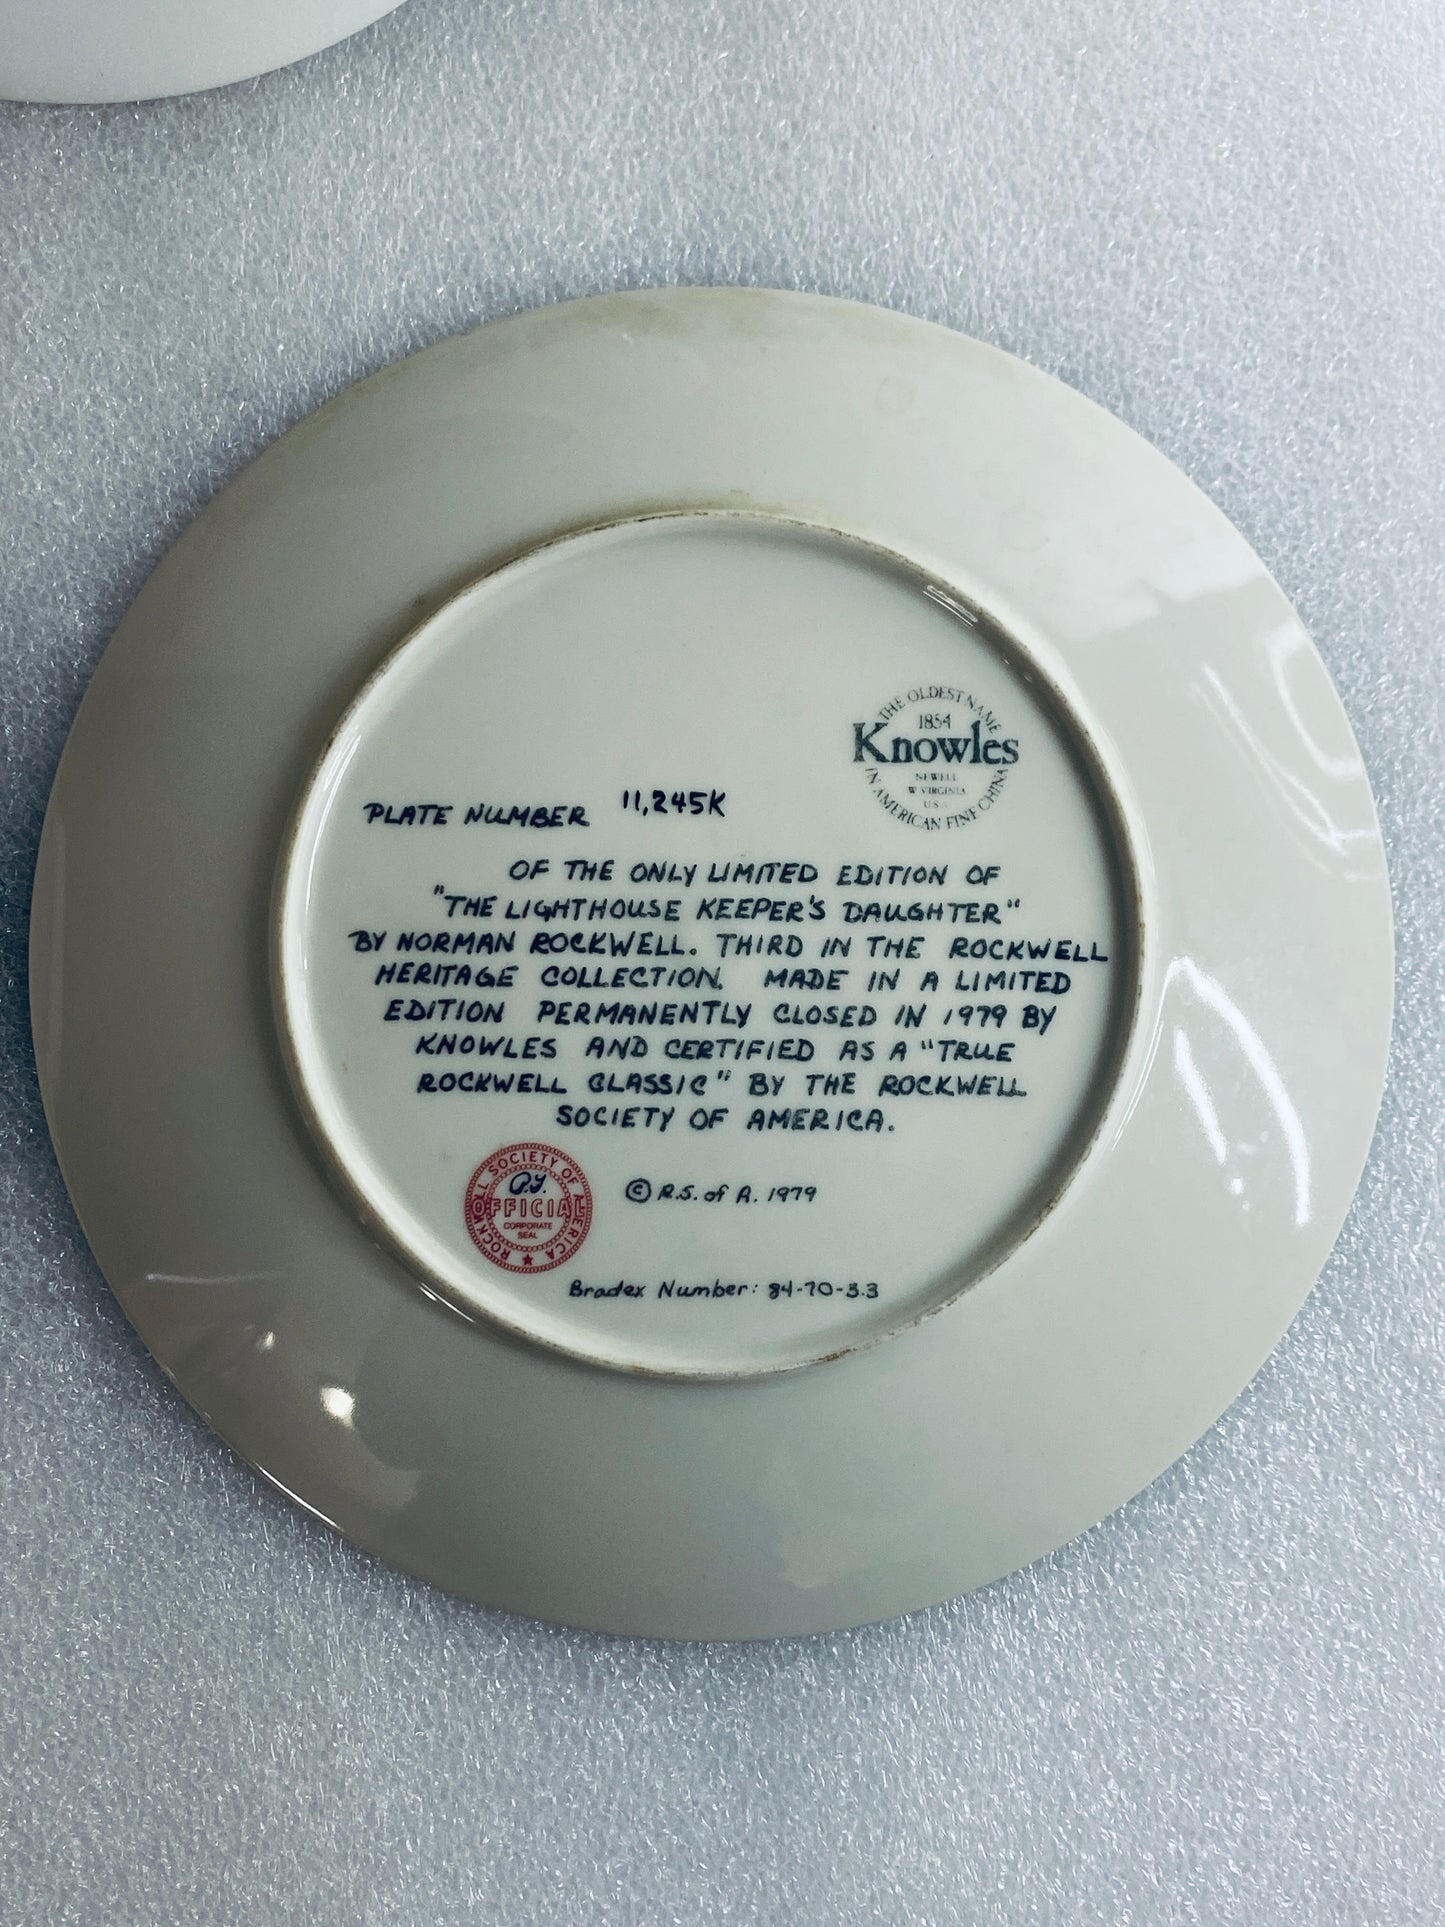 THE OLDEST NAME
1854
Knowles
NEWELL
W VIRGINIA
U.S.A
IN AMERICAN FINE CHINA
PLATE NUMBER 11,245K
OF THE ONLY LIMITED EDITION OF
"THE LIGHTHOUSE KEEPER'S DAUGHTER"
BY NORMAN ROCKWELL. THIRD IN THE ROCKWELL
HERITAGE COLLECTION. MADE IN A LIMITED
EDITION PERMANENTLY CLOSED IN 1979 BY
KNOWLES AND CERTIFIED AS A "TRUE
ROCKWELL CLASSIC" BY THE ROCKWELL
SOCIETY OF AMERICA.
ROCKWELL SOCIETY OF AMERICA
OFFICIAL
CORPORATE
SEAL
© R.S. of A. 1979
Bradex Number: 84-70-3.3